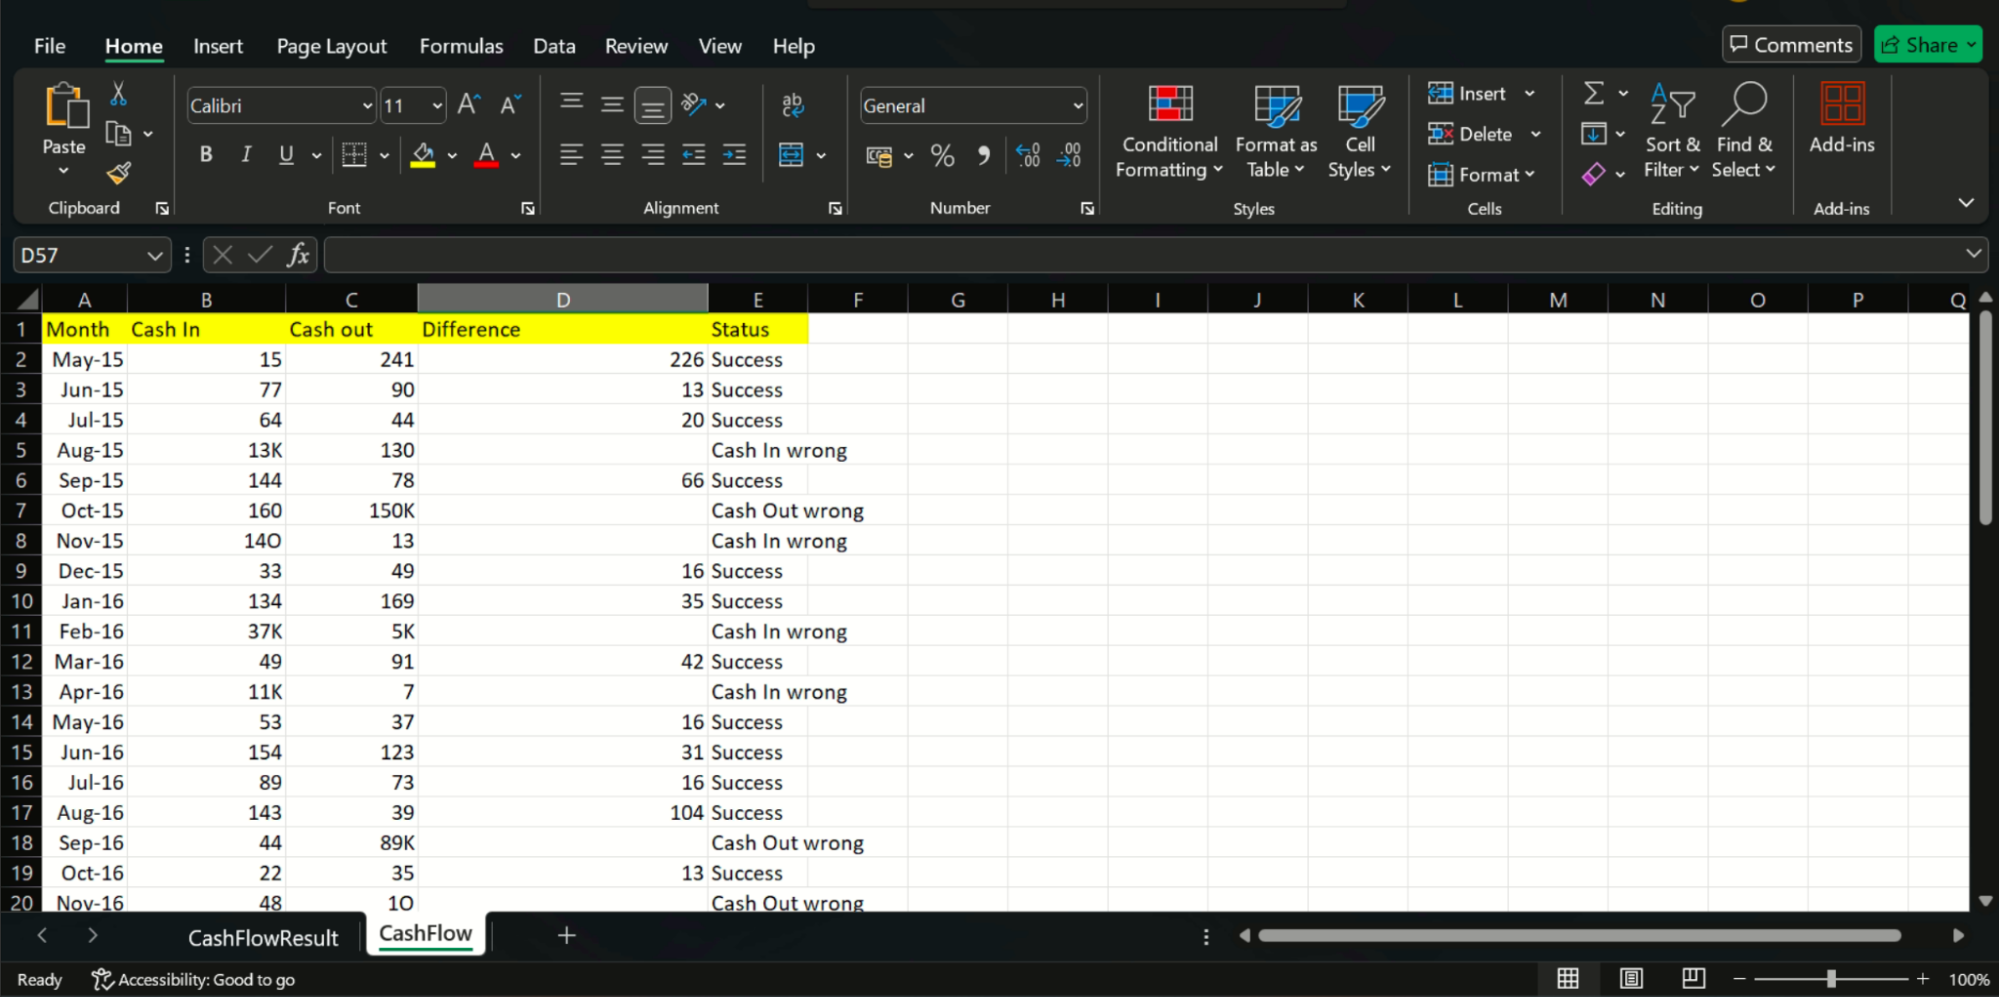 File Home Insert Page Layout Formulas Data Review View Help Comments Share
Calibri 11 A A ab c General Insert Σ A Z
Paste Conditional Formatting Format as Table Cell Styles Delete Sort & Filter Find & Select Add-ins
B I U A % 9 .00 .0 .00 .0 Format
Clipboard Font Alignment Number Styles Cells Editing Add-ins
D57 fx
A B C D E F G H I J K L M N O P Q
1 Month Cash In Cash out Difference Status
2 May-15 15 241 226 Success
3 Jun-15 77 90 13 Success
4 Jul-15 64 44 20 Success
5 Aug-15 13K 130 Cash In wrong
6 Sep-15 144 78 66 Success
7 Oct-15 160 150K Cash Out wrong
8 Nov-15 14O 13 Cash In wrong
9 Dec-15 33 49 16 Success
10 Jan-16 134 169 35 Success
11 Feb-16 37K 5K Cash In wrong
12 Mar-16 49 91 42 Success
13 Apr-16 11K 7 Cash In wrong
14 May-16 53 37 16 Success
15 Jun-16 154 123 31 Success
16 Jul-16 89 73 16 Success
17 Aug-16 143 39 104 Success
18 Sep-16 44 89K Cash Out wrong
19 Oct-16 22 35 13 Success
20 Nov-16 48 1O Cash Out wrong
CashFlowResult CashFlow +
Ready Accessibility: Good to go − + 100%